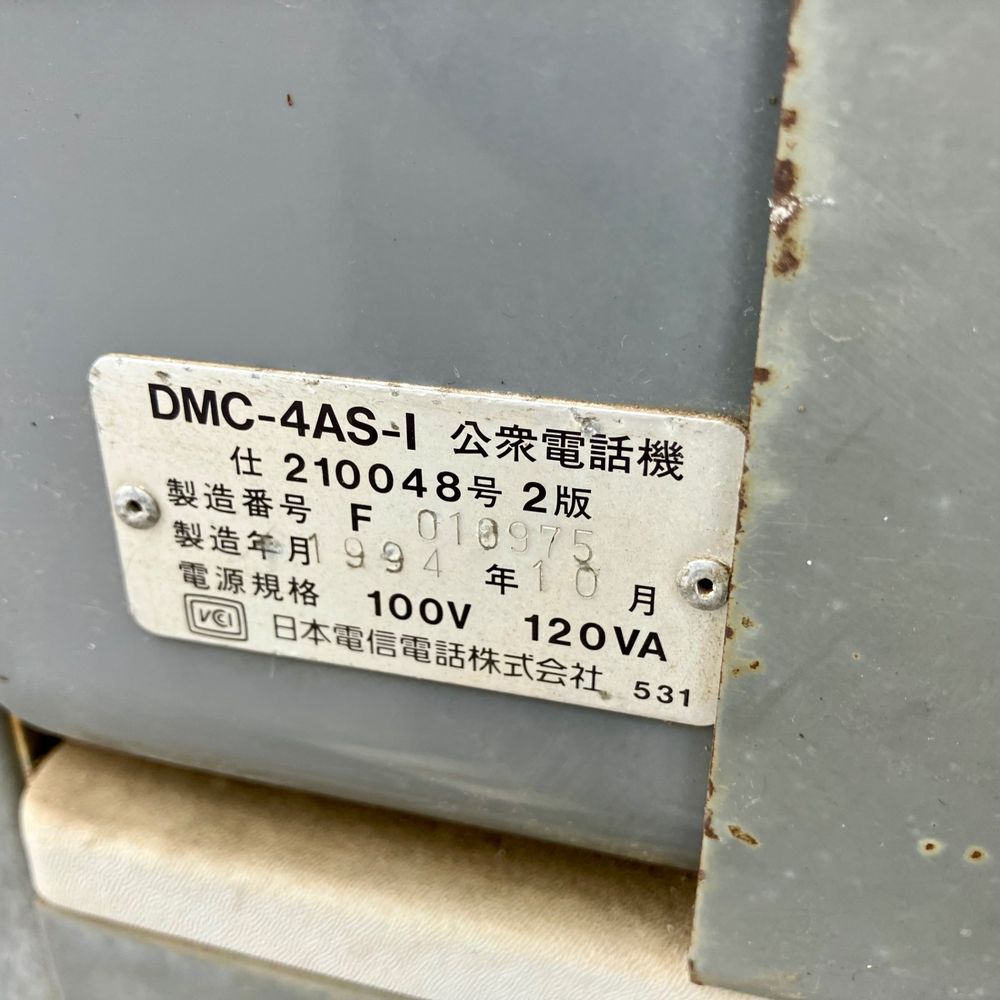 DMC-4AS-I 公衆電話機
仕 210048号 2版
製造番号 F 010975
製造年月 1994 年 10 月
電源規格 100V 120VA
VCCI 日本電信電話株式会社 531